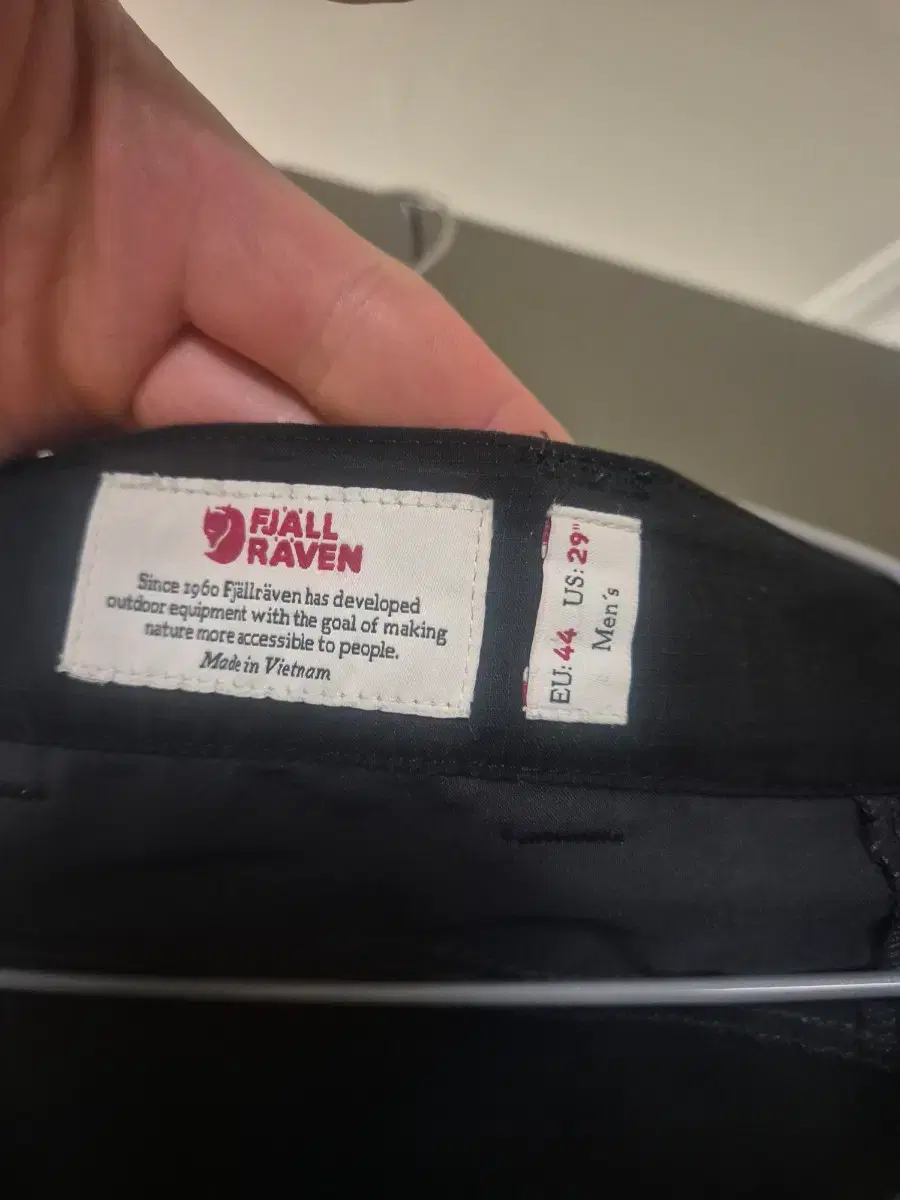 FJÄLL
RÄVEN
Since 1960 Fjällräven has developed
outdoor equipment with the goal of making
nature more accessible to people.
Made in Vietnam
EU: 44 US: 29"
Men´s